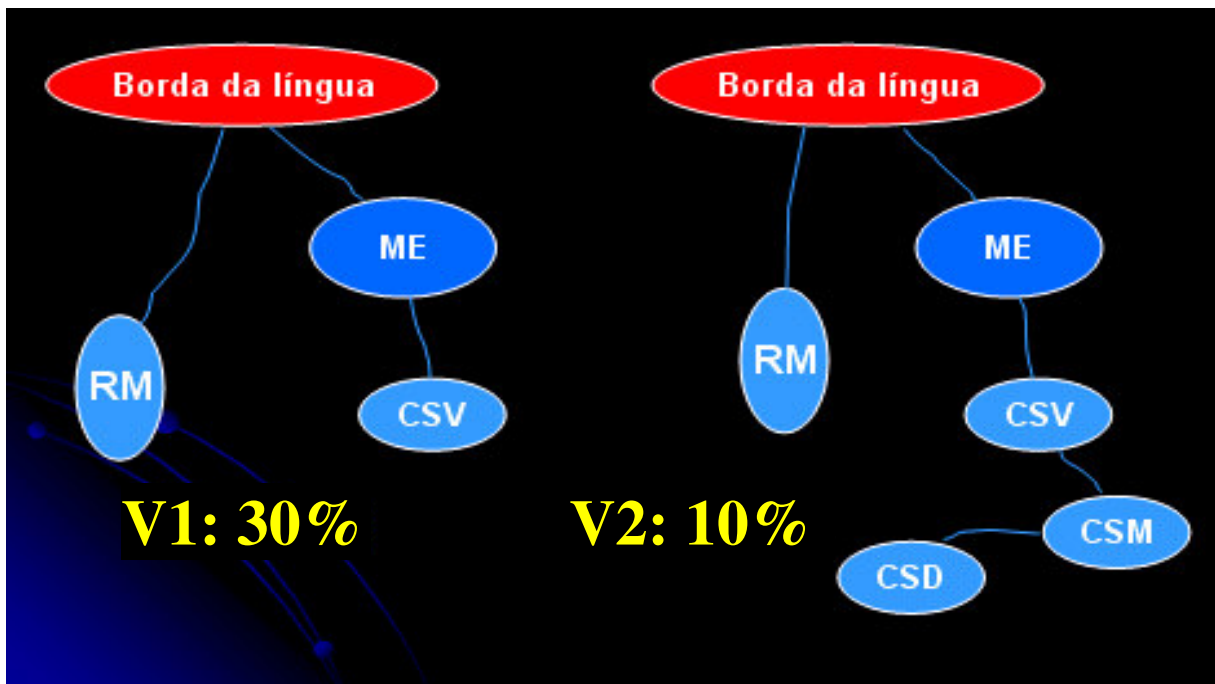 Borda da língua
ME
RM
CSV
V1: 30%
Borda da língua
ME
RM
CSV
CSM
CSD
V2: 10%